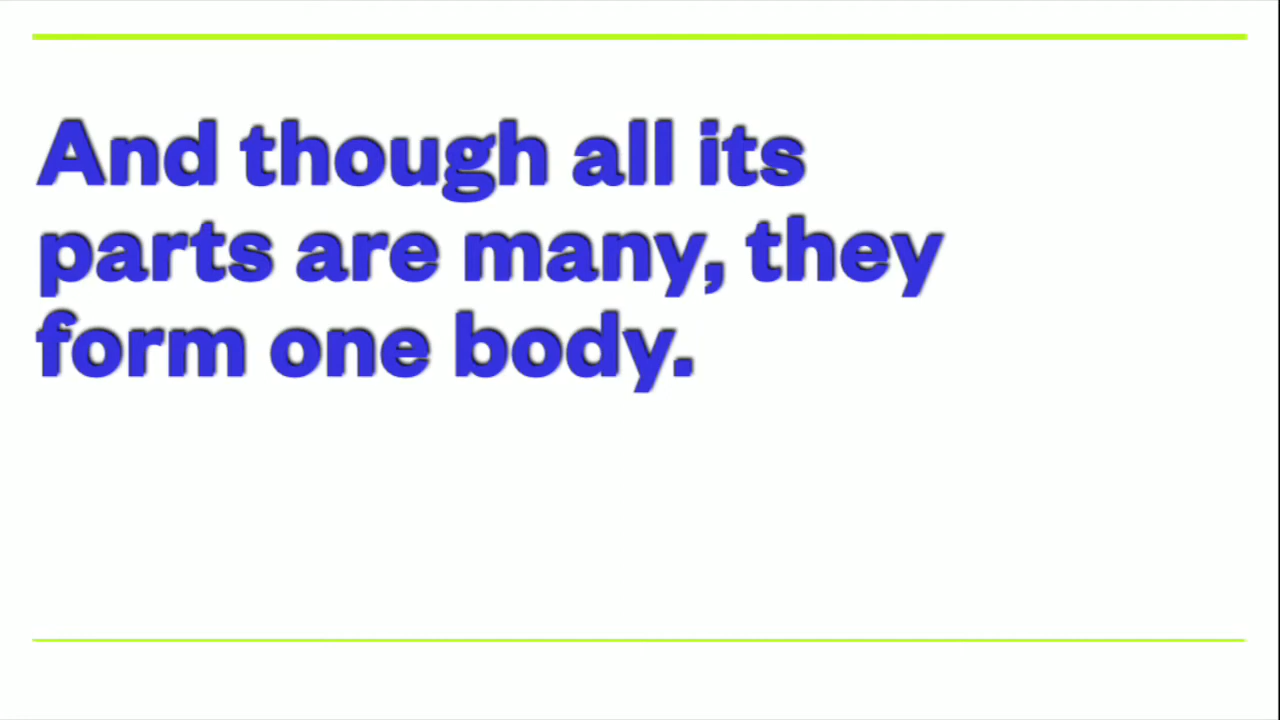 And though all its
parts are many, they
form one body.